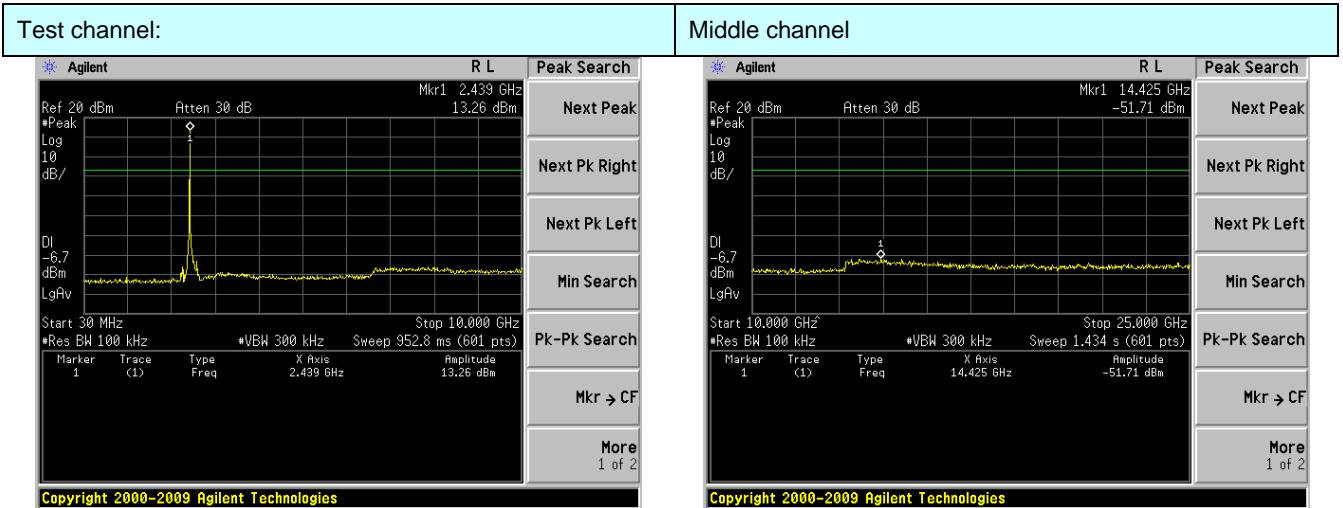 Test channel:
Middle channel
Agilent
R L
Peak Search
Mkr1 2.439 GHz
Ref 20 dBm
Atten 30 dB
13.26 dBm
#Peak
Log
10
dB/
1
DI
-6.7
dBm
LgAv
Start 30 MHz
Stop 10.000 GHz
#Res BW 100 kHz
#VBW 300 kHz
Sweep 952.8 ms (601 pts)
Marker Trace Type X Axis Amplitude
1 (1) Freq 2.439 GHz 13.26 dBm
Next Peak
Next Pk Right
Next Pk Left
Min Search
Pk-Pk Search
Mkr → CF
More
1 of 2
Copyright 2000-2009 Agilent Technologies
Agilent
R L
Peak Search
Mkr1 14.425 GHz
Ref 20 dBm
Atten 30 dB
-51.71 dBm
#Peak
Log
10
dB/
1
DI
-6.7
dBm
LgAv
Start 10.000 GHz^
Stop 25.000 GHz
#Res BW 100 kHz
#VBW 300 kHz
Sweep 1.434 s (601 pts)
Marker Trace Type X Axis Amplitude
1 (1) Freq 14.425 GHz -51.71 dBm
Next Peak
Next Pk Right
Next Pk Left
Min Search
Pk-Pk Search
Mkr → CF
More
1 of 2
Copyright 2000-2009 Agilent Technologies